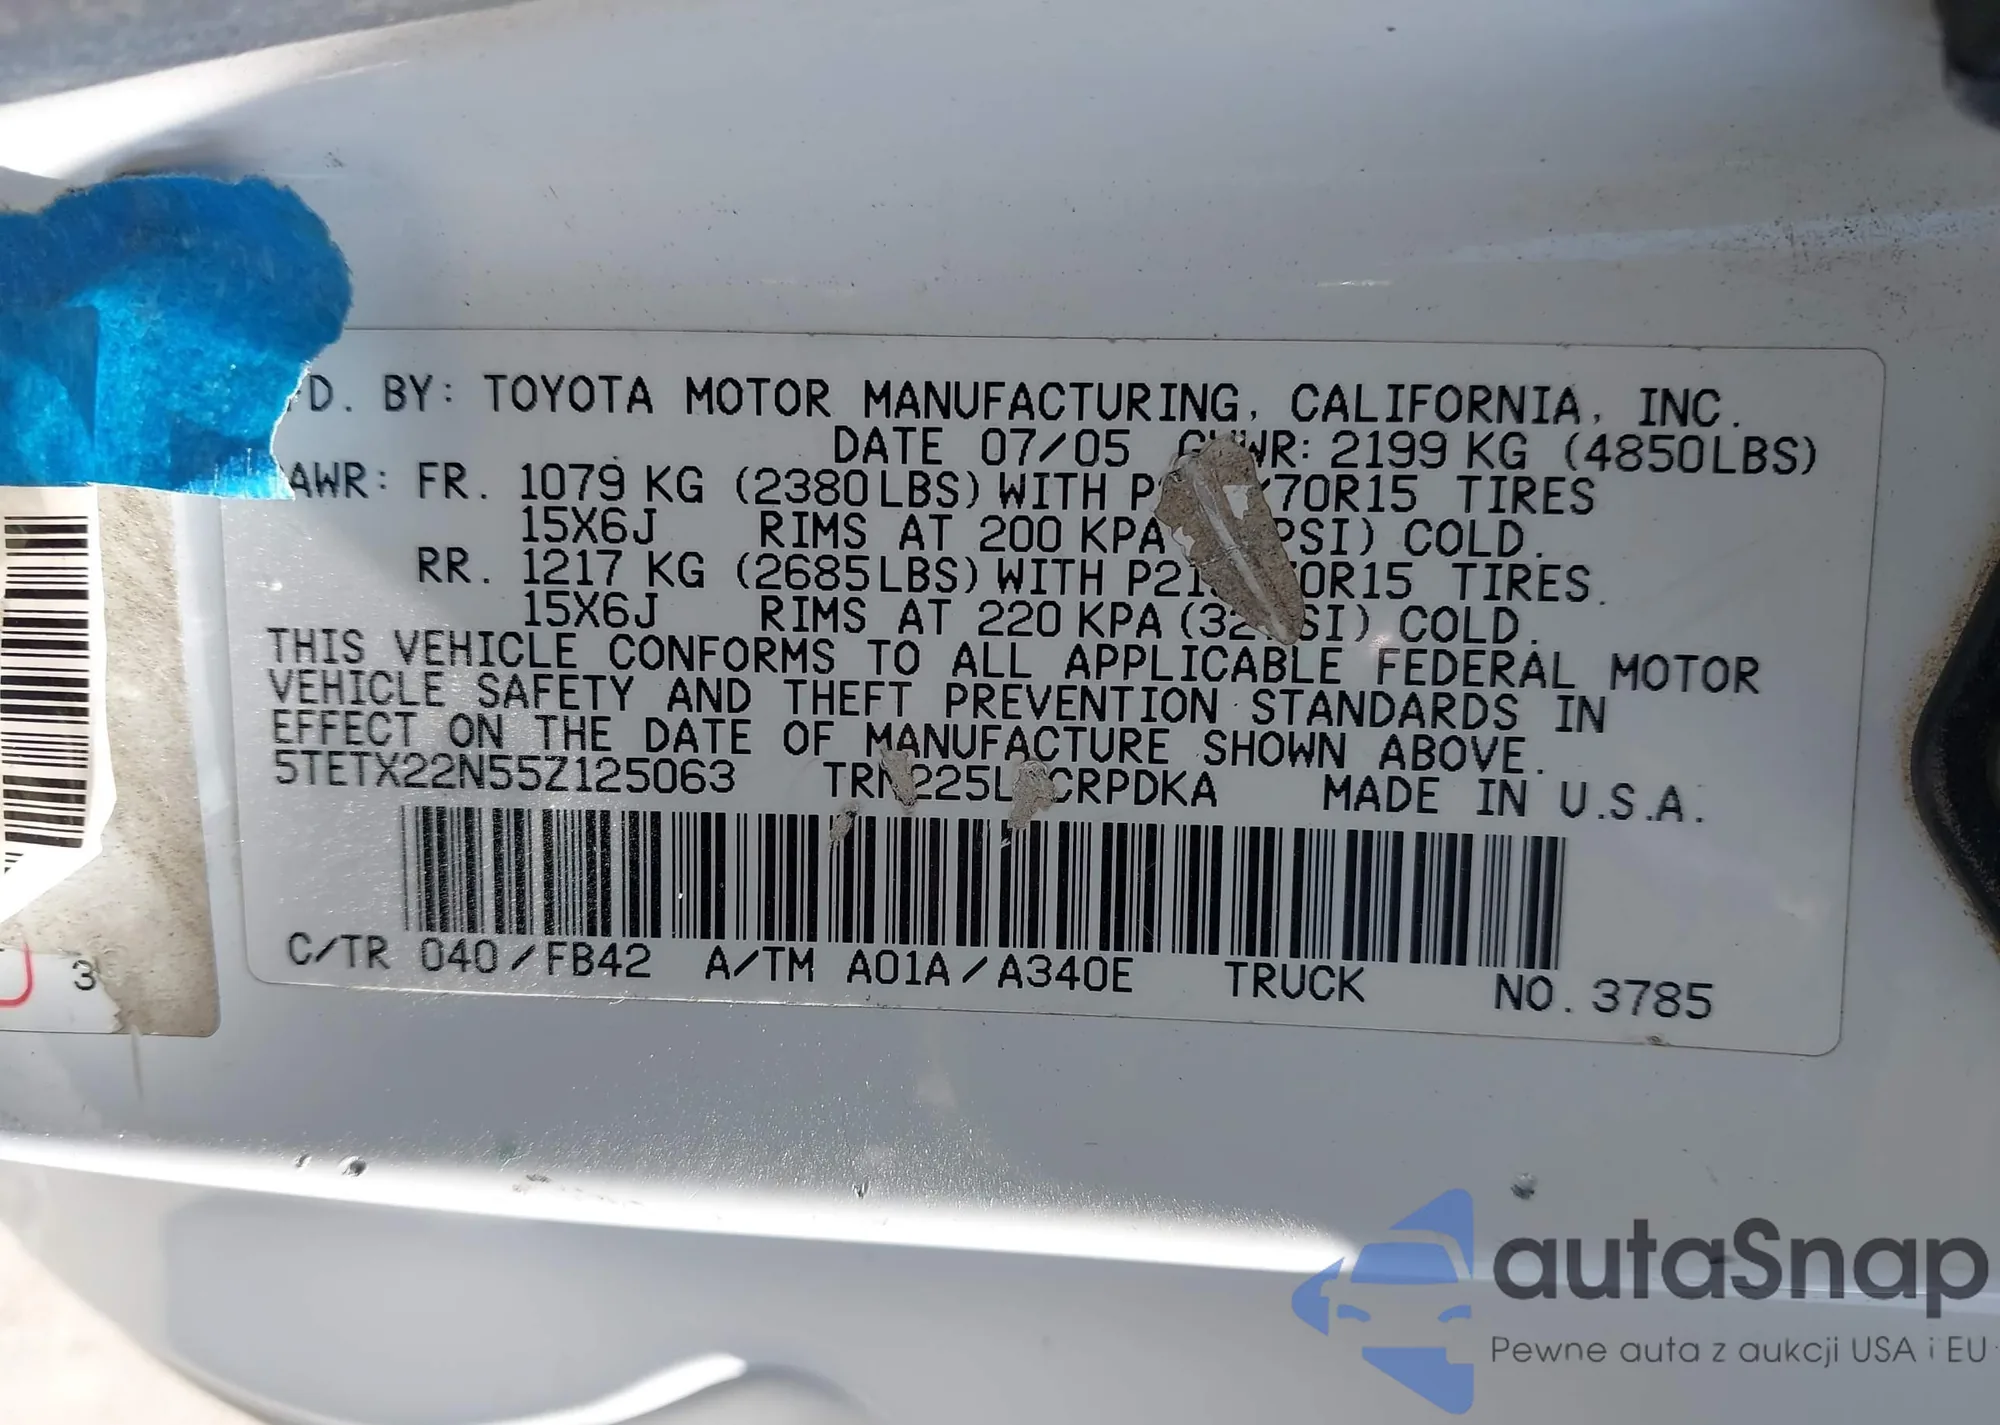 BY: TOYOTA MOTOR MANUFACTURING, CALIFORNIA, INC.
DATE 07/05 2199 KG (4850LBS)
FR. 1079 KG (2380LBS) WITH TIRES
15X6J RIMS AT 200 KPA COLD.
RR. 1217 KG (2685LBS) WITH TIRES.
15X6J RIMS AT 220 KPA COLD.
THIS VEHICLE CONFORMS TO ALL APPLICABLE FEDERAL MOTOR
VEHICLE SAFETY AND THEFT PREVENTION STANDARDS IN
EFFECT ON THE DATE OF MANUFACTURE SHOWN ABOVE.
5TETX22N55Z125063 MADE IN U.S.A.
C/TR 040/FB42 A/TM A01A/A340E TRUCK NO. 3785
3
autaSnap
Pewne auta z aukcji USA i EU